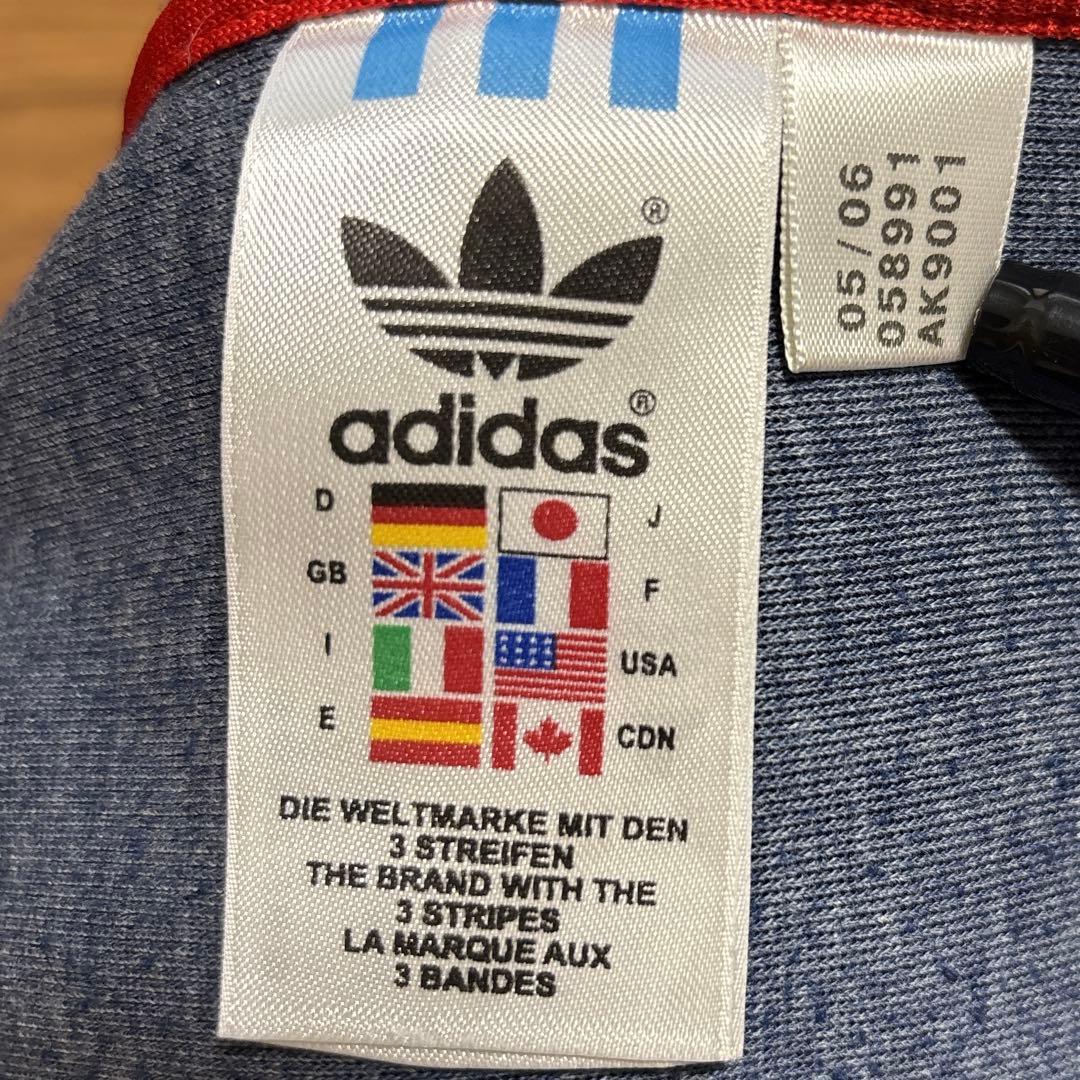 ®
adidas®
D
J
GB
F
I
USA
E
CDN
DIE WELTMARKE MIT DEN
3 STREIFEN
THE BRAND WITH THE
3 STRIPES
LA MARQUE AUX
3 BANDES
05/06
058991
AK9001